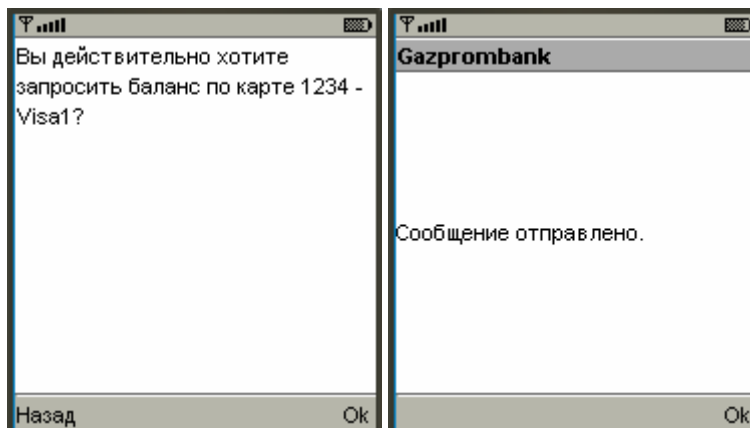 Вы действительно хотите
запросить баланс по карте 1234 -
Visa1?
Назад Ok
Gazprombank
Сообщение отправлено.
Ok